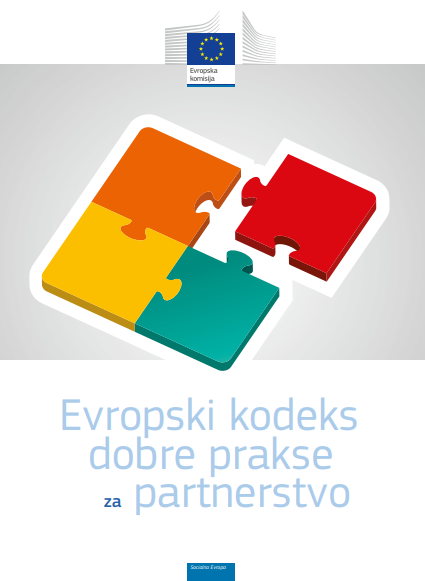 Evropska
komisija
Evropski kodeks
dobre prakse
za partnerstvo
Socialna Evropa